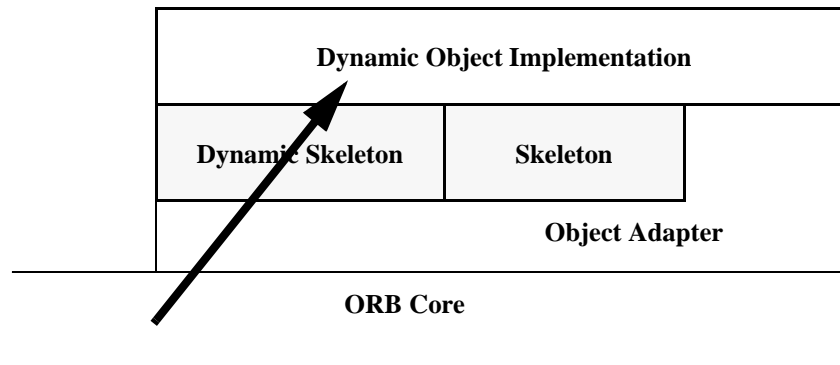 Dynamic Object Implementation
Dynamic Skeleton
Skeleton
Object Adapter
ORB Core